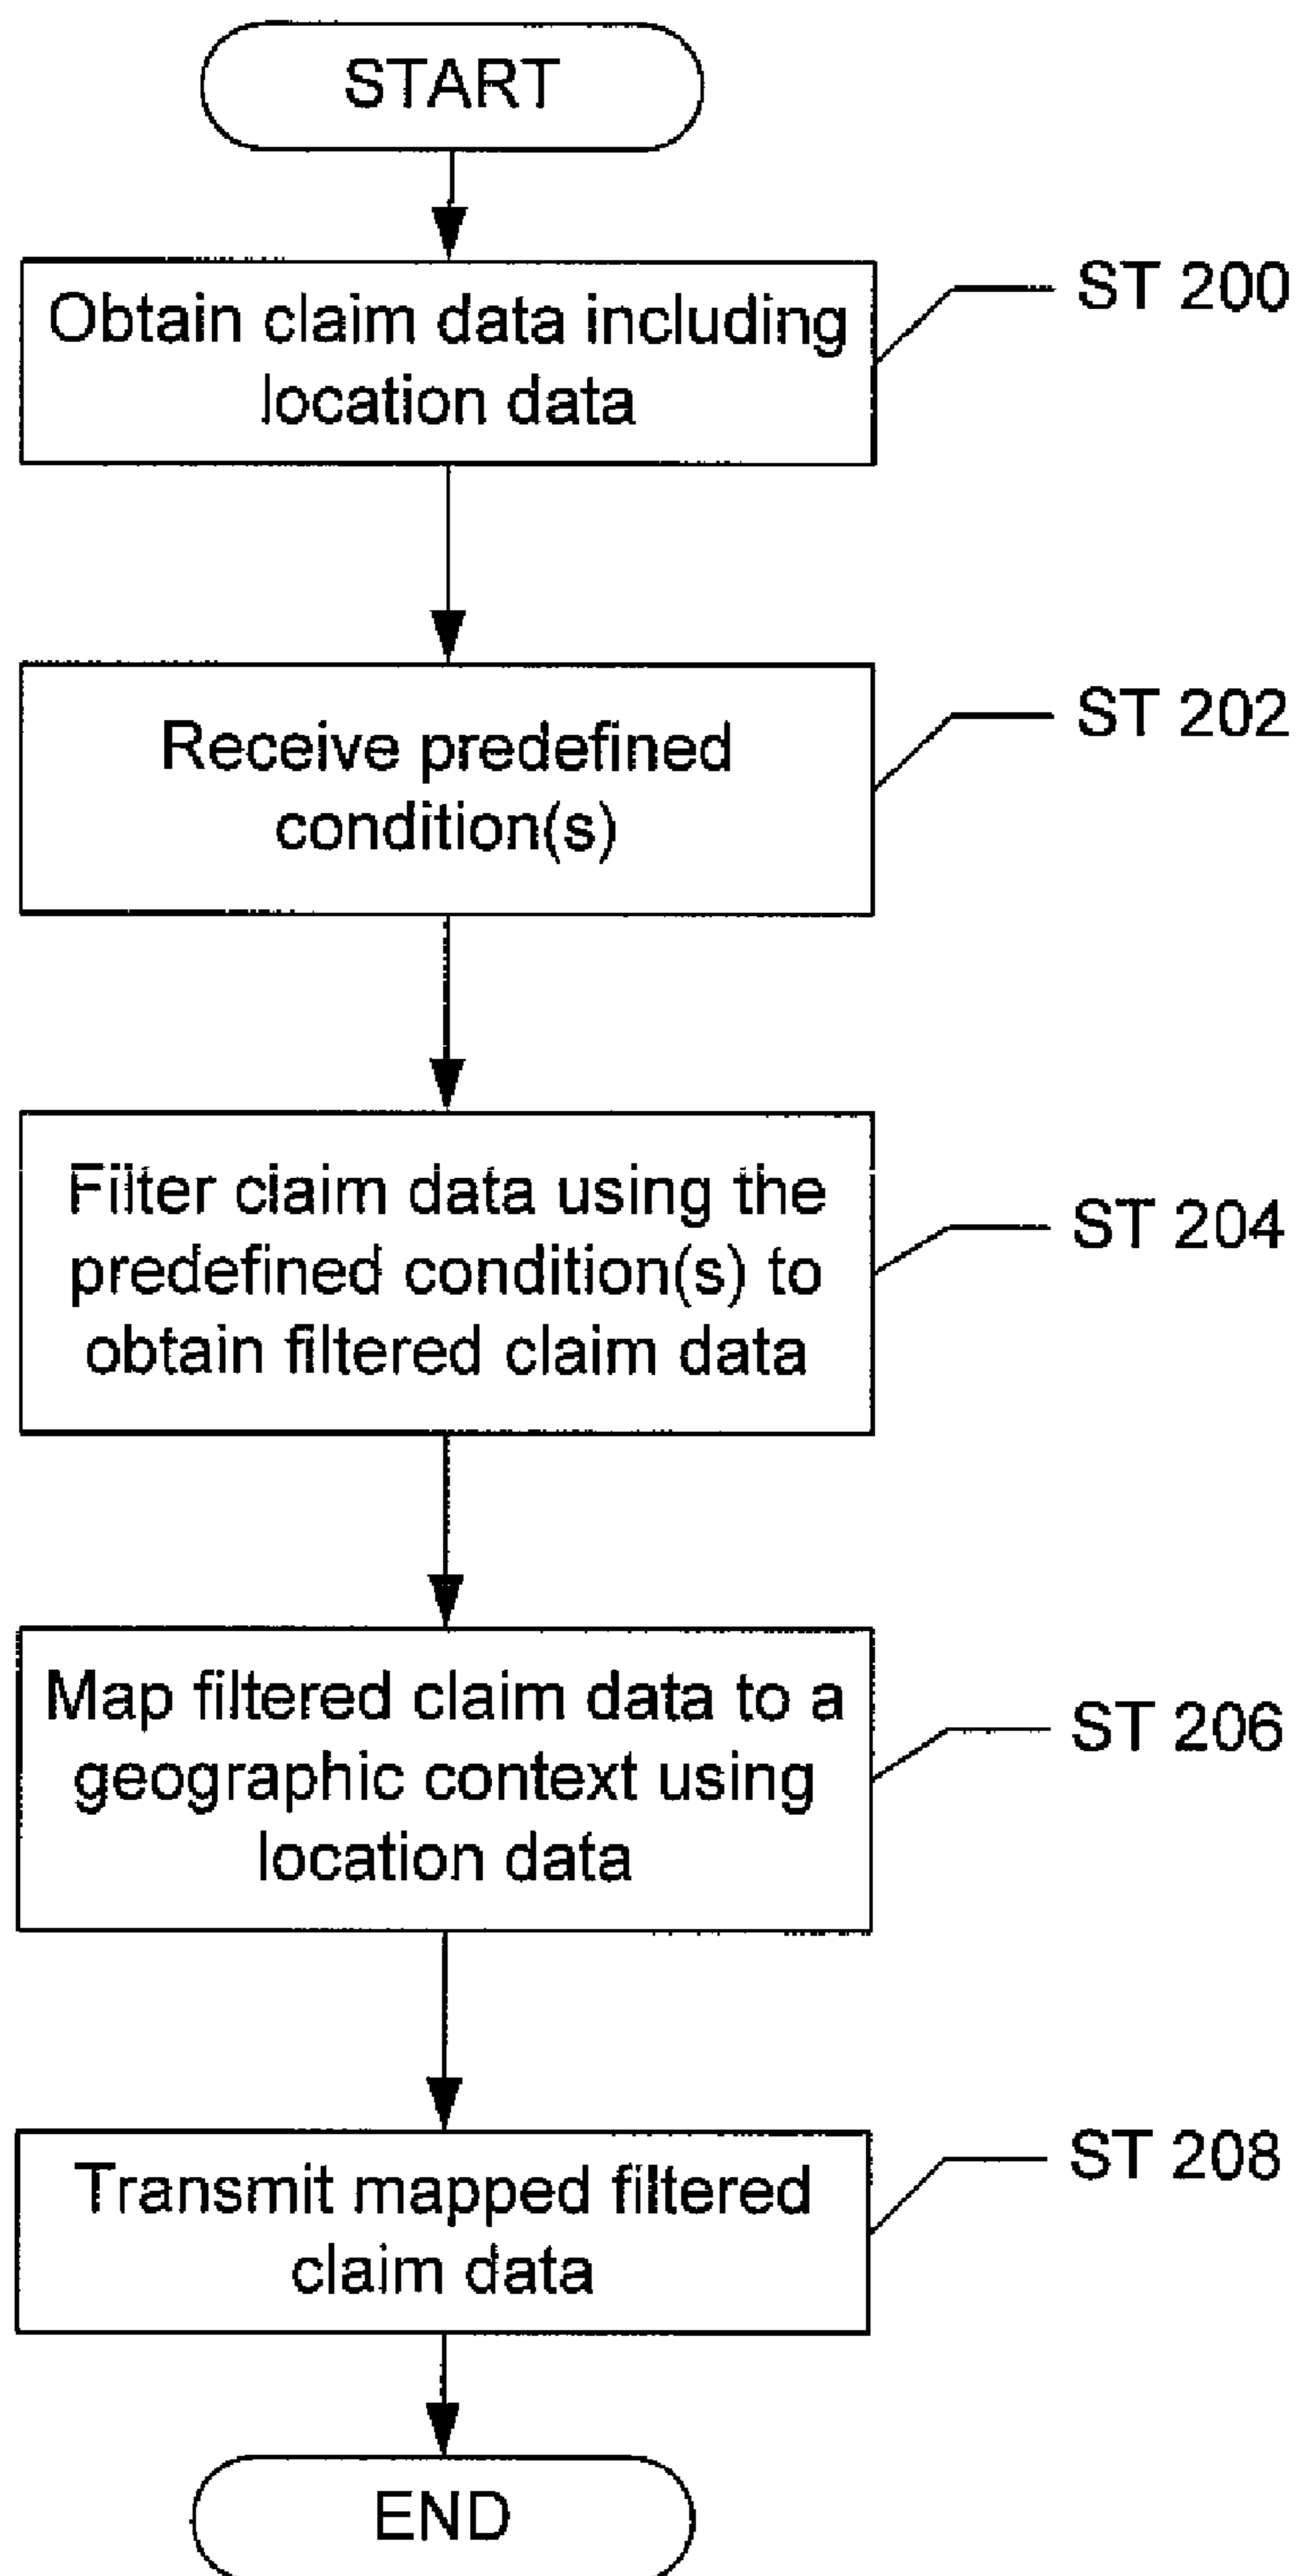 START
Obtain claim data including
location data
ST 200
Receive predefined
condition(s)
ST 202
Filter claim data using the
predefined condition(s) to
obtain filtered claim data
ST 204
Map filtered claim data to a
geographic context using
location data
ST 206
Transmit mapped filtered
claim data
ST 208
END